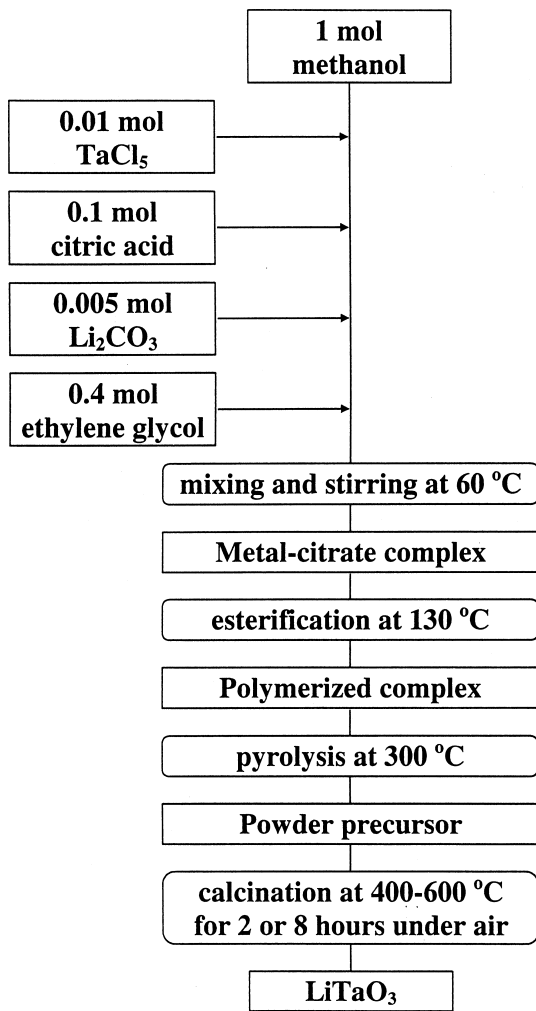 1 mol
methanol
0.01 mol
TaCl₅
0.1 mol
citric acid
0.005 mol
Li₂CO₃
0.4 mol
ethylene glycol
mixing and stirring at 60 °C
Metal-citrate complex
esterification at 130 °C
Polymerized complex
pyrolysis at 300 °C
Powder precursor
calcination at 400-600 °C
for 2 or 8 hours under air
LiTaO₃